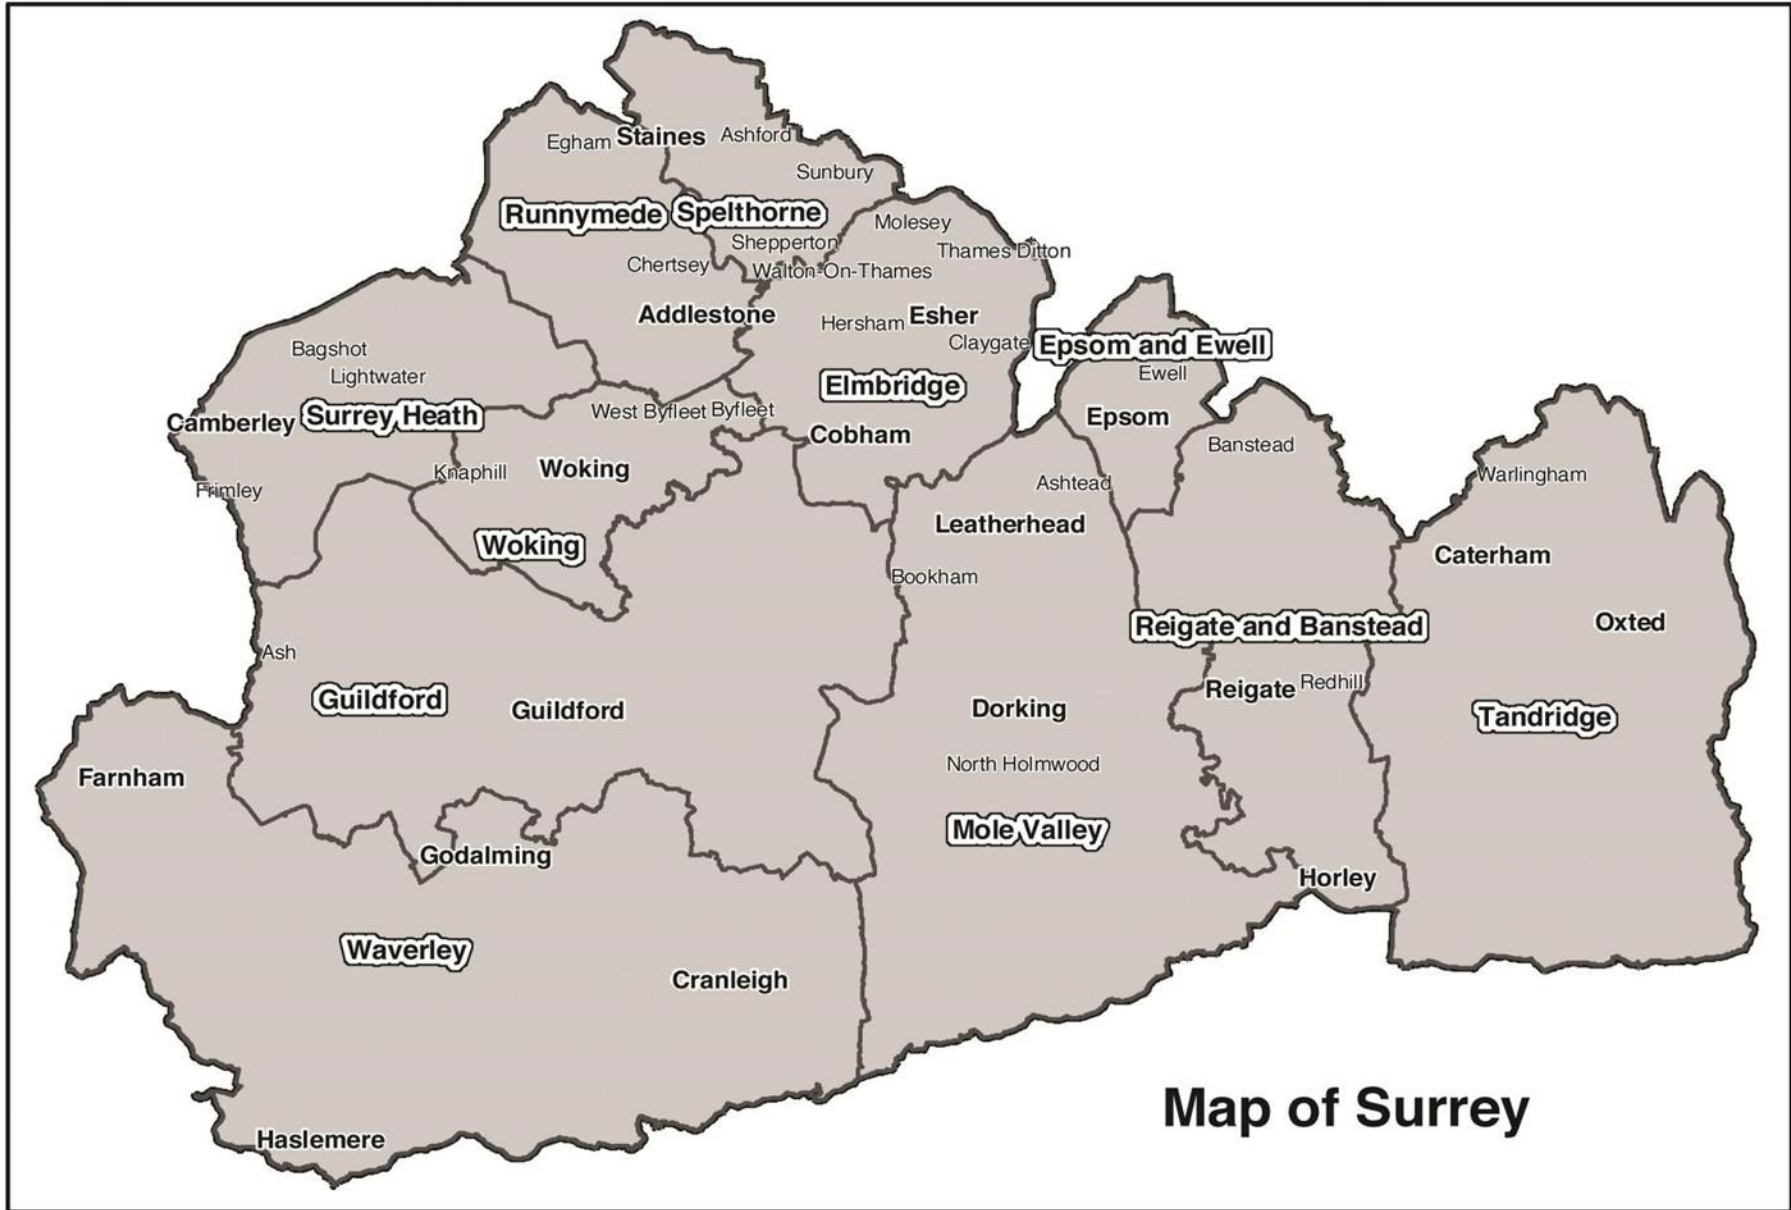 Egham
Staines
Ashford
Sunbury
Runnymede
Spelthorne
Molesey
Shepperton
Thames Ditton
Chertsey
Walton-On-Thames
Addlestone
Hersham
Esher
Claygate
Epsom and Ewell
Bagshot
Lightwater
Ewell
Elmbridge
Camberley
Surrey Heath
West Byfleet
Byfleet
Epsom
Cobham
Banstead
Knaphill
Woking
Frimley
Ashtead
Warlingham
Leatherhead
Woking
Caterham
Bookham
Oxted
Reigate and Banstead
Ash
Reigate
Redhill
Guildford
Guildford
Dorking
Tandridge
North Holmwood
Farnham
Mole Valley
Godalming
Horley
Waverley
Cranleigh
Map of Surrey
Haslemere